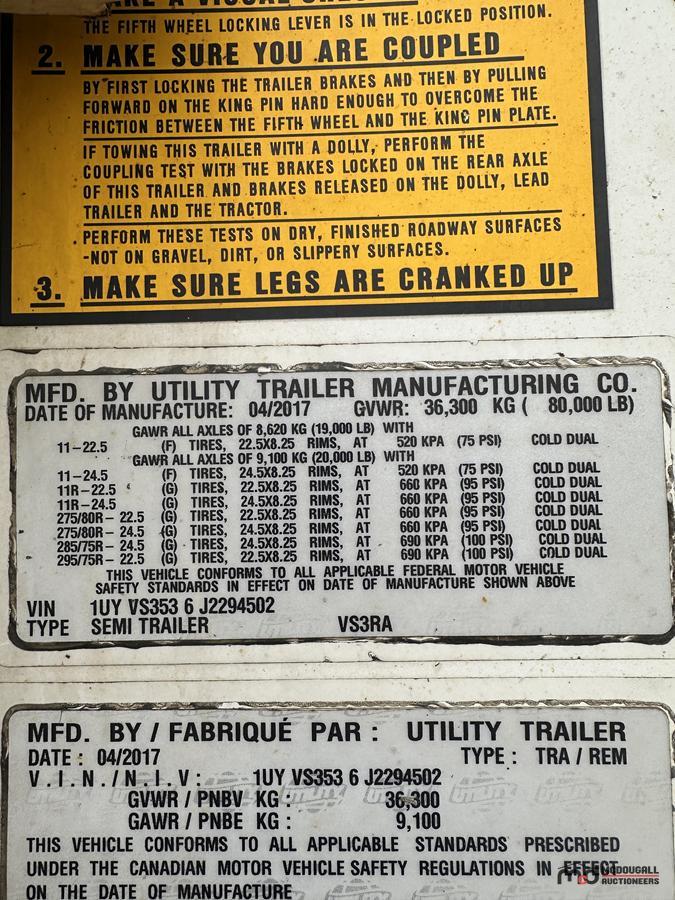 THE FIFTH WHEEL LOCKING LEVER IS IN THE LOCKED POSITION.
2. MAKE SURE YOU ARE COUPLED
BY FIRST LOCKING THE TRAILER BRAKES AND THEN BY PULLING
FORWARD ON THE KING PIN HARD ENOUGH TO OVERCOME THE
FRICTION BETWEEN THE FIFTH WHEEL AND THE KING PIN PLATE.
IF TOWING THIS TRAILER WITH A DOLLY, PERFORM THE
COUPLING TEST WITH THE BRAKES LOCKED ON THE REAR AXLE
OF THIS TRAILER AND BRAKES RELEASED ON THE DOLLY, LEAD
TRAILER AND THE TRACTOR.
PERFORM THESE TESTS ON DRY, FINISHED ROADWAY SURFACES
-NOT ON GRAVEL, DIRT, OR SLIPPERY SURFACES.
3. MAKE SURE LEGS ARE CRANKED UP
MFD. BY UTILITY TRAILER MANUFACTURING CO.
DATE OF MANUFACTURE: 04/2017 GVWR: 36,300 KG ( 80,000 LB)
GAWR ALL AXLES OF 8,620 KG (19,000 LB) WITH
11-22.5 (F) TIRES, 22.5X8.25 RIMS, AT 520 KPA (75 PSI) COLD DUAL
GAWR ALL AXLES OF 9,100 KG (20,000 LB) WITH
11-24.5 (F) TIRES, 24.5X8.25 RIMS, AT 520 KPA (75 PSI) COLD DUAL
11R-22.5 (G) TIRES, 22.5X8.25 RIMS, AT 660 KPA (95 PSI) COLD DUAL
11R-24.5 (G) TIRES, 24.5X8.25 RIMS, AT 660 KPA (95 PSI) COLD DUAL
275/80R-22.5 (G) TIRES, 22.5X8.25 RIMS, AT 660 KPA (95 PSI) COLD DUAL
275/80R-24.5 (G) TIRES, 24.5X8.25 RIMS, AT 660 KPA (95 PSI) COLD DUAL
285/75R-24.5 (G) TIRES, 24.5X8.25 RIMS, AT 690 KPA (100 PSI) COLD DUAL
295/75R-22.5 (G) TIRES, 22.5X8.25 RIMS, AT 690 KPA (100 PSI) COLD DUAL
THIS VEHICLE CONFORMS TO ALL APPLICABLE FEDERAL MOTOR VEHICLE
SAFETY STANDARDS IN EFFECT ON DATE OF MANUFACTURE SHOWN ABOVE
VIN 1UY VS353 6 J2294502
TYPE SEMI TRAILER VS3RA
MFD. BY / FABRIQUÉ PAR : UTILITY TRAILER
DATE : 04/2017 TYPE : TRA / REM
V.I.N./N.I.V: 1UY VS353 6 J2294502
GVWR / PNBV KG : 36,300
GAWR / PNBE KG : 9,100
THIS VEHICLE CONFORMS TO ALL APPLICABLE STANDARDS PRESCRIBED
UNDER THE CANADIAN MOTOR VEHICLE SAFETY REGULATIONS IN EFFECT
ON THE DATE OF MANUFACTURE
MCDOUGALL
AUCTIONEERS